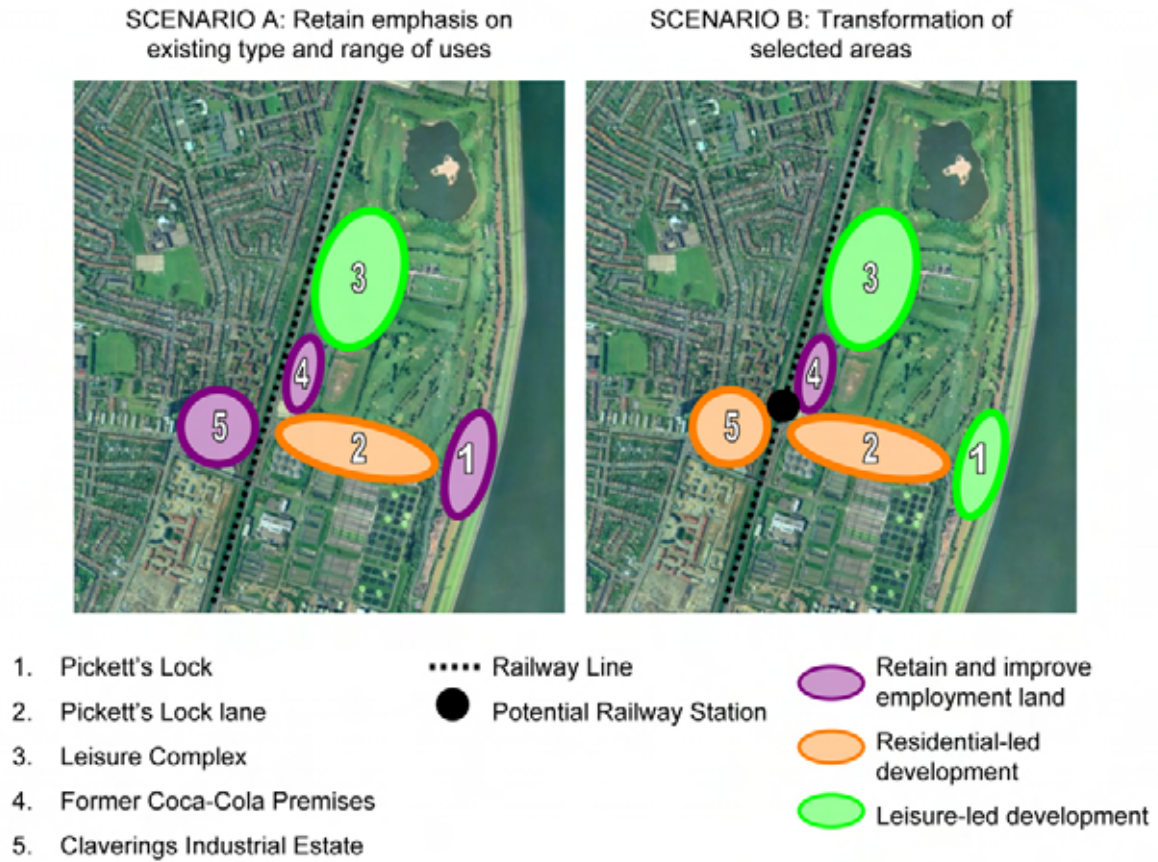 SCENARIO A: Retain emphasis on
existing type and range of uses
SCENARIO B: Transformation of
selected areas
3
4
5
2
1
3
4
5
2
1
1. Pickett's Lock
2. Pickett's Lock lane
3. Leisure Complex
4. Former Coca-Cola Premises
5. Claverings Industrial Estate
Railway Line
Potential Railway Station
Retain and improve
employment land
Residential-led
development
Leisure-led development